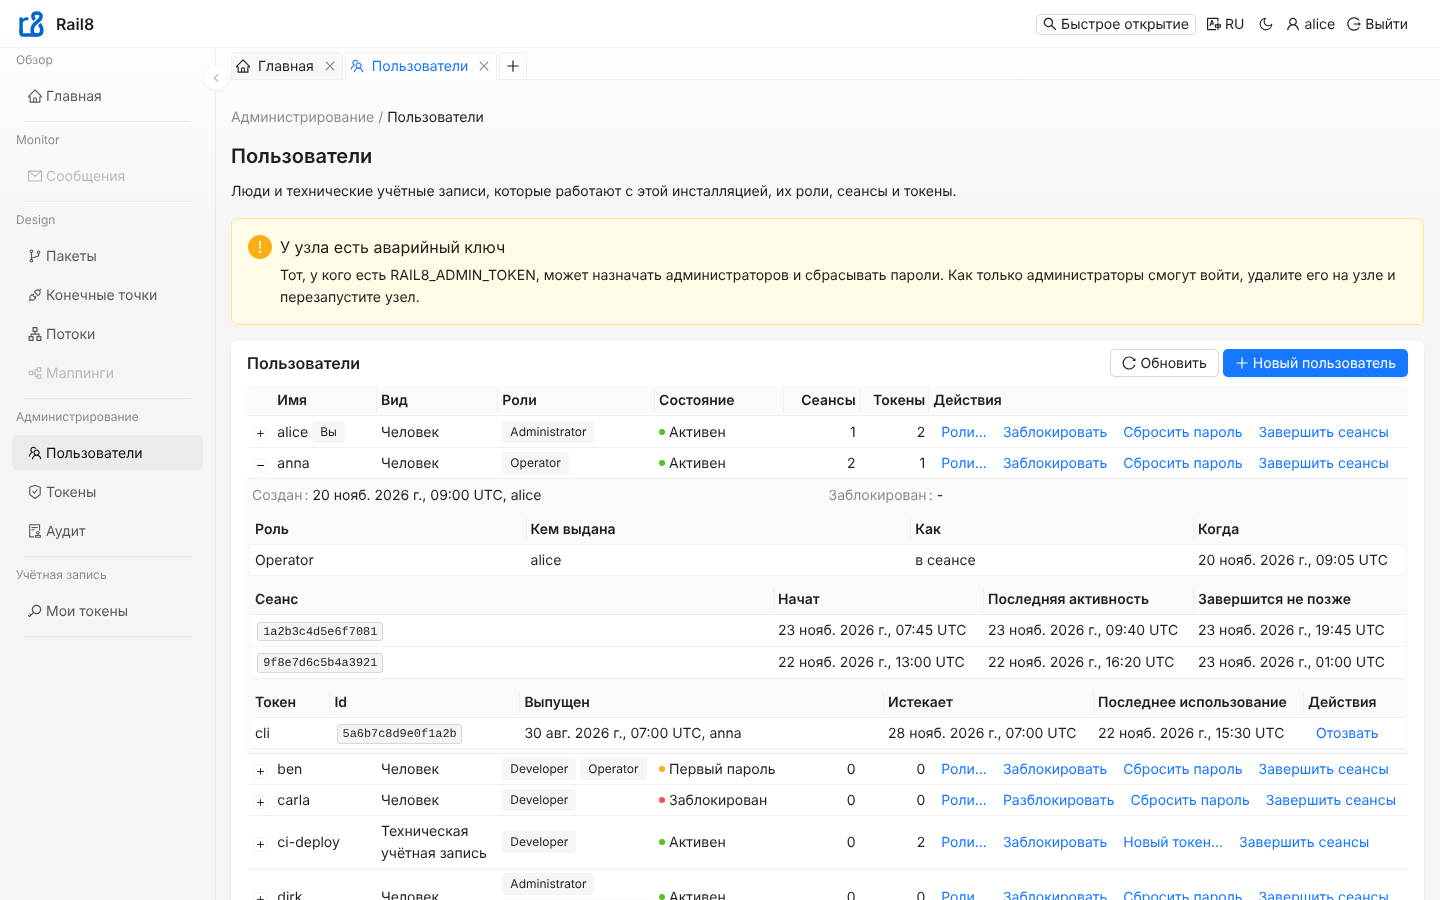 Rail8
Быстрое открытие
RU
alice
Выйти
Обзор
Главная
Monitor
Сообщения
Design
Пакеты
Конечные точки
Потоки
Маппинги
Администрирование
Пользователи
Токены
Аудит
Учётная запись
Мои токены
Главная
Пользователи
Администрирование / Пользователи
Пользователи
Люди и технические учётные записи, которые работают с этой инсталляцией, их роли, сеансы и токены.
У узла есть аварийный ключ
Тот, у кого есть RAIL8_ADMIN_TOKEN, может назначать администраторов и сбрасывать пароли. Как только администраторы смогут войти, удалите его на узле и
перезапустите узел.
Пользователи
Обновить
Новый пользователь
Имя Вид Роли Состояние Сеансы Токены Действия
alice Вы Человек Administrator Активен 1 2 Роли... Заблокировать Сбросить пароль Завершить сеансы
anna Человек Operator Активен 2 1 Роли... Заблокировать Сбросить пароль Завершить сеансы
Создан: 20 нояб. 2026 г., 09:00 UTC, alice Заблокирован: -
Роль Кем выдана Как Когда
Operator alice в сеансе 20 нояб. 2026 г., 09:05 UTC
Сеанс Начат Последняя активность Завершится не позже
1a2b3c4d5e6f7081 23 нояб. 2026 г., 07:45 UTC 23 нояб. 2026 г., 09:40 UTC 23 нояб. 2026 г., 19:45 UTC
9f8e7d6c5b4a3921 22 нояб. 2026 г., 13:00 UTC 22 нояб. 2026 г., 16:20 UTC 23 нояб. 2026 г., 01:00 UTC
Токен Id Выпущен Истекает Последнее использование Действия
cli 5a6b7c8d9e0f1a2b 30 авг. 2026 г., 07:00 UTC, anna 28 нояб. 2026 г., 07:00 UTC 22 нояб. 2026 г., 15:30 UTC Отозвать
ben Человек Developer Operator Первый пароль 0 0 Роли... Заблокировать Сбросить пароль Завершить сеансы
carla Человек Developer Заблокирован 0 0 Роли... Разблокировать Сбросить пароль Завершить сеансы
ci-deploy Техническая учётная запись Developer Активен 0 2 Роли... Заблокировать Новый токен... Завершить сеансы
dirk Человек Administrator Активен 0 0 Роли... Заблокировать Сбросить пароль Завершить сеансы